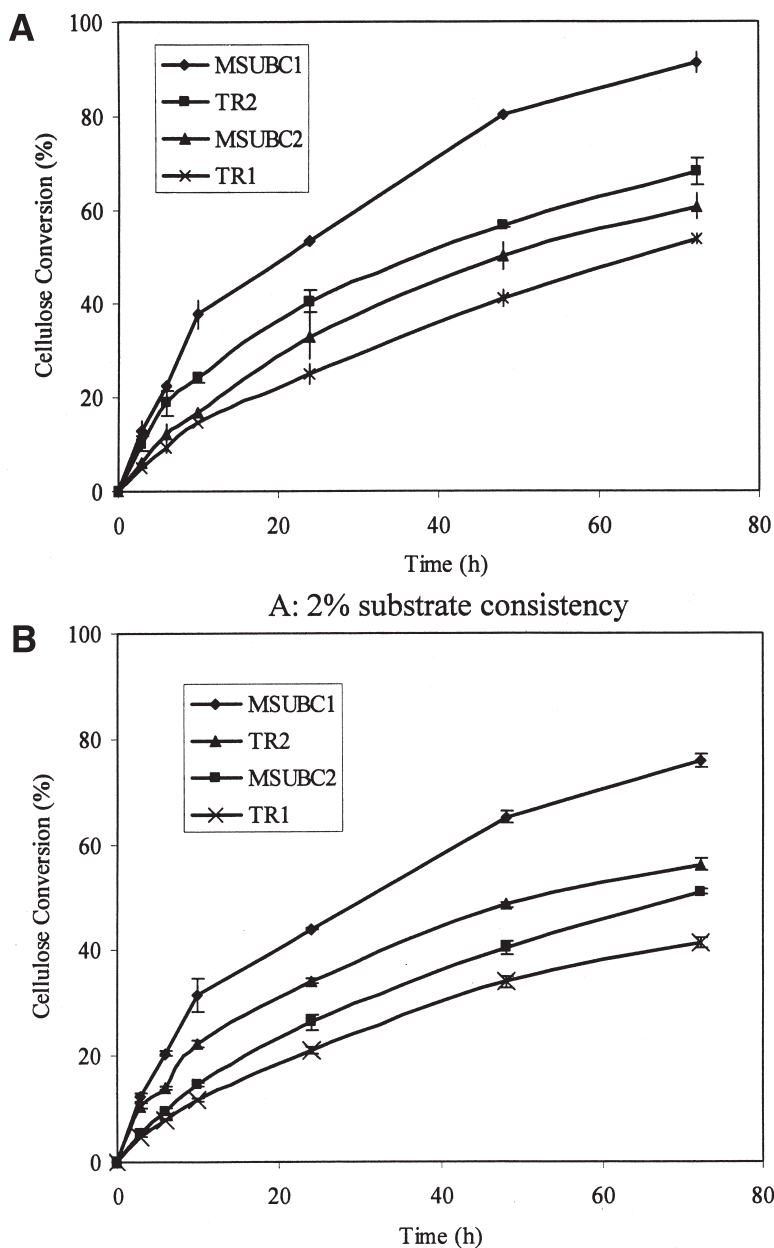 A
100
80
60
40
20
0
Cellulose Conversion (%)
MSUBC1
TR2
MSUBC2
TR1
0 20 40 60 80
Time (h)
A: 2% substrate consistency
B
100
80
60
40
20
0
Cellulose Conversion (%)
MSUBC1
TR2
MSUBC2
TR1
0 20 40 60 80
Time (h)